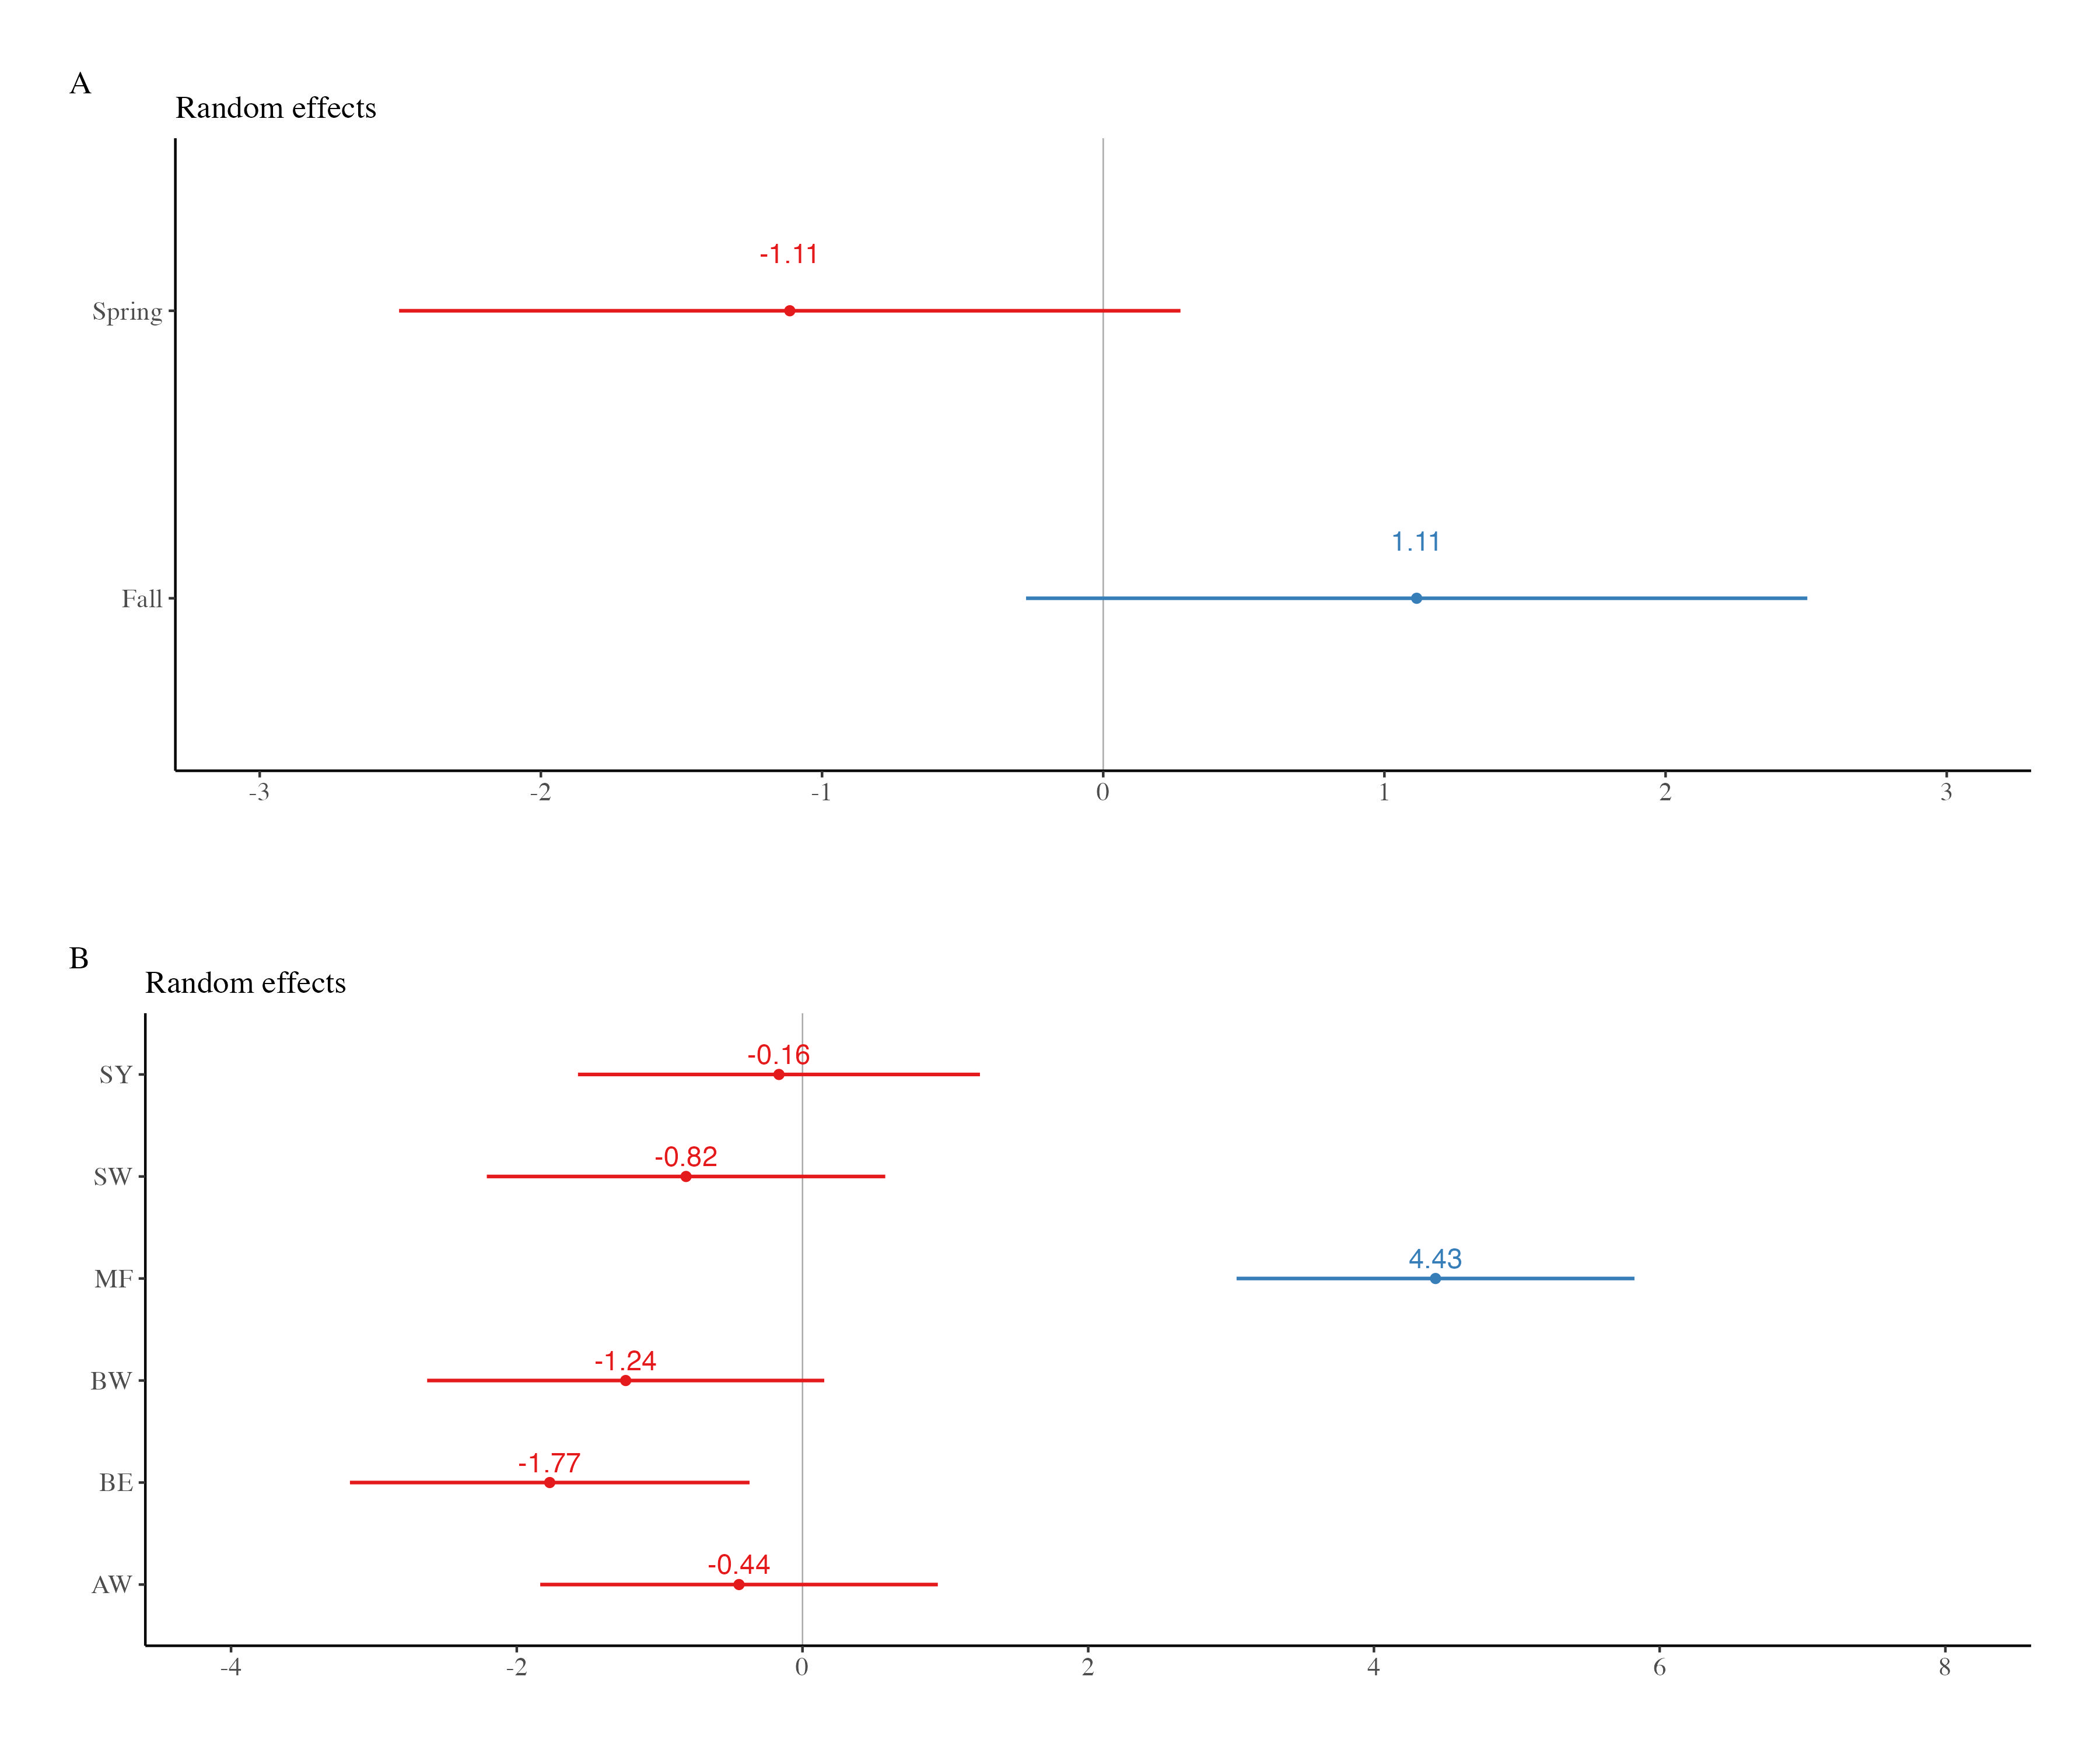 A
Random effects
-1.11
Spring
1.11
Fall
-3 -2 -1 0 1 2 3
B
Random effects
-0.16
SY
-0.82
SW
4.43
MF
-1.24
BW
-1.77
BE
-0.44
AW
-4 -2 0 2 4 6 8